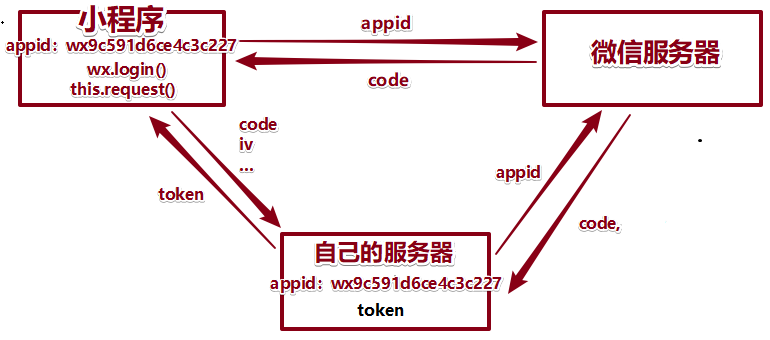 小程序
appid：wx9c591d6ce4c3c227
wx.login()
this.request()
appid
code
微信服务器
code
iv
...
token
appid
code,
自己的服务器
appid：wx9c591d6ce4c3c227
token